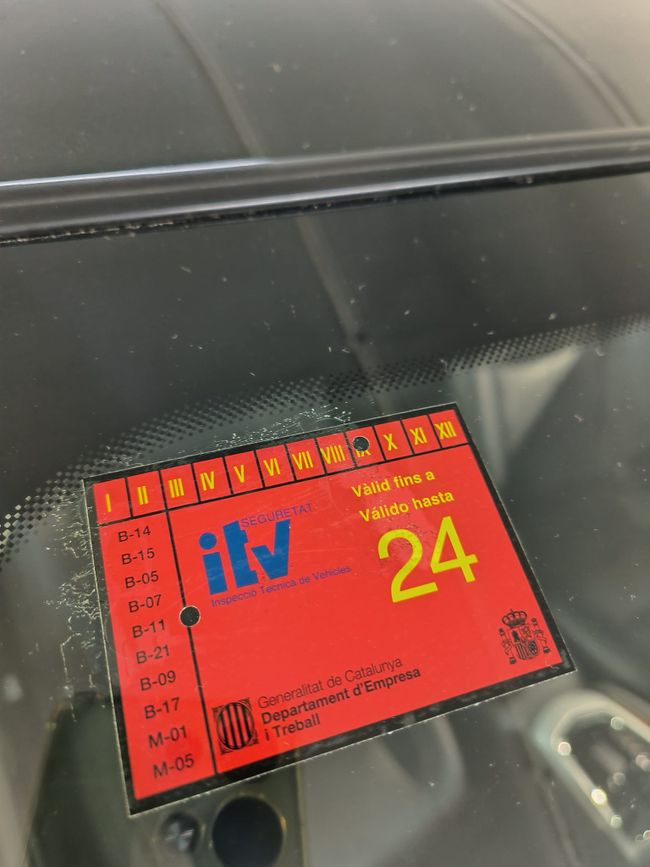 I II III IV V VI VII VIII IX X XI XII
B-14
B-15
B-05
B-07
B-11
B-21
B-09
B-17
M-01
M-05
SEGURETAT
itv
Inspecció Tècnica de Vehicles
Vàlid fins a
Válido hasta
24
Generalitat de Catalunya
Departament d'Empresa
i Treball